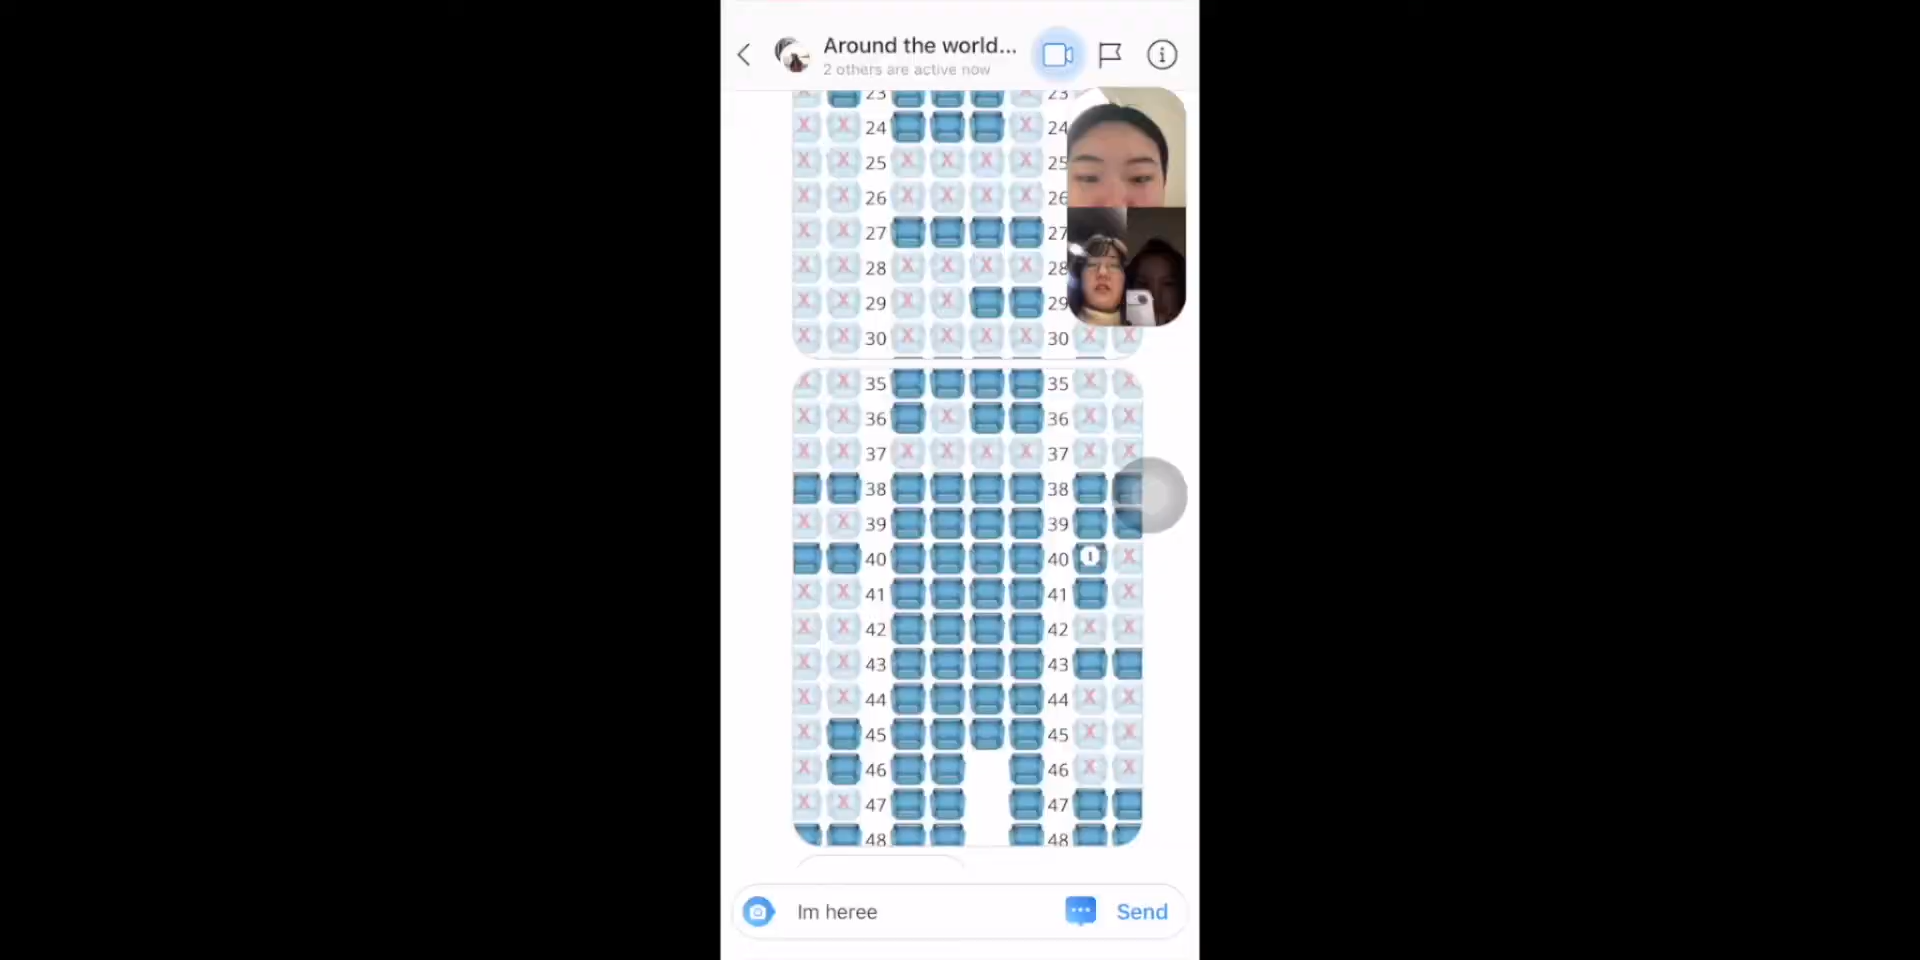 Around the world...
2 others are active now
X 23 X 23
X X 24 X 24
X X 25 X X X X 25
X X 26 X X X X 26
X X 27 27
X X 28 X X X X 28
X X 29 X X 29
X X 30 X X X X 30 X X
X X 35 35 X X
X X 36 X 36 X X
X X 37 X X X X 37 X X
38 38
X X 39 39
40 40 1 X
X X 41 41 X
X X 42 42 X X
X X 43 43
X X 44 44 X X
X 45 45 X X
X 46 46 X X
X X 47 47
48 48
Im heree
Send